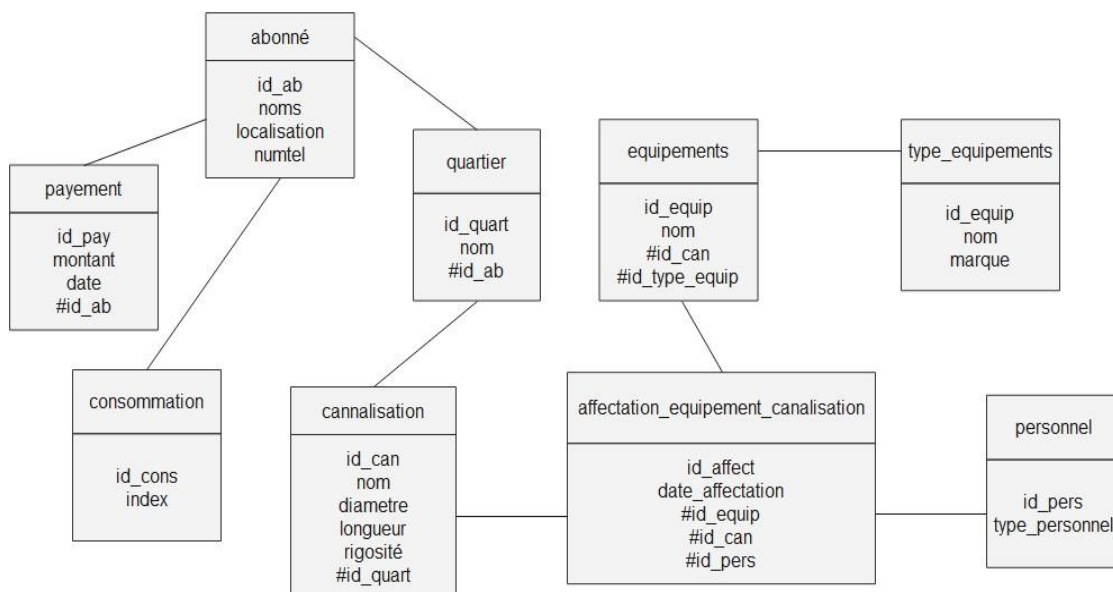 abonné
id_ab
noms
localisation
numtel
payement
id_pay
montant
date
#id_ab
quartier
id_quart
nom
#id_ab
equipements
id_equip
nom
#id_can
#id_type_equip
type_equipements
id_equip
nom
marque
consommation
id_cons
index
cannalisation
id_can
nom
diametre
longueur
rigosité
#id_quart
affectation_equipement_canalisation
id_affect
date_affectation
#id_equip
#id_can
#id_pers
personnel
id_pers
type_personnel